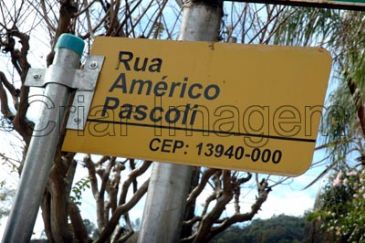 Rua
Américo
Pascoli
Criar Imagem
CEP: 13940-000